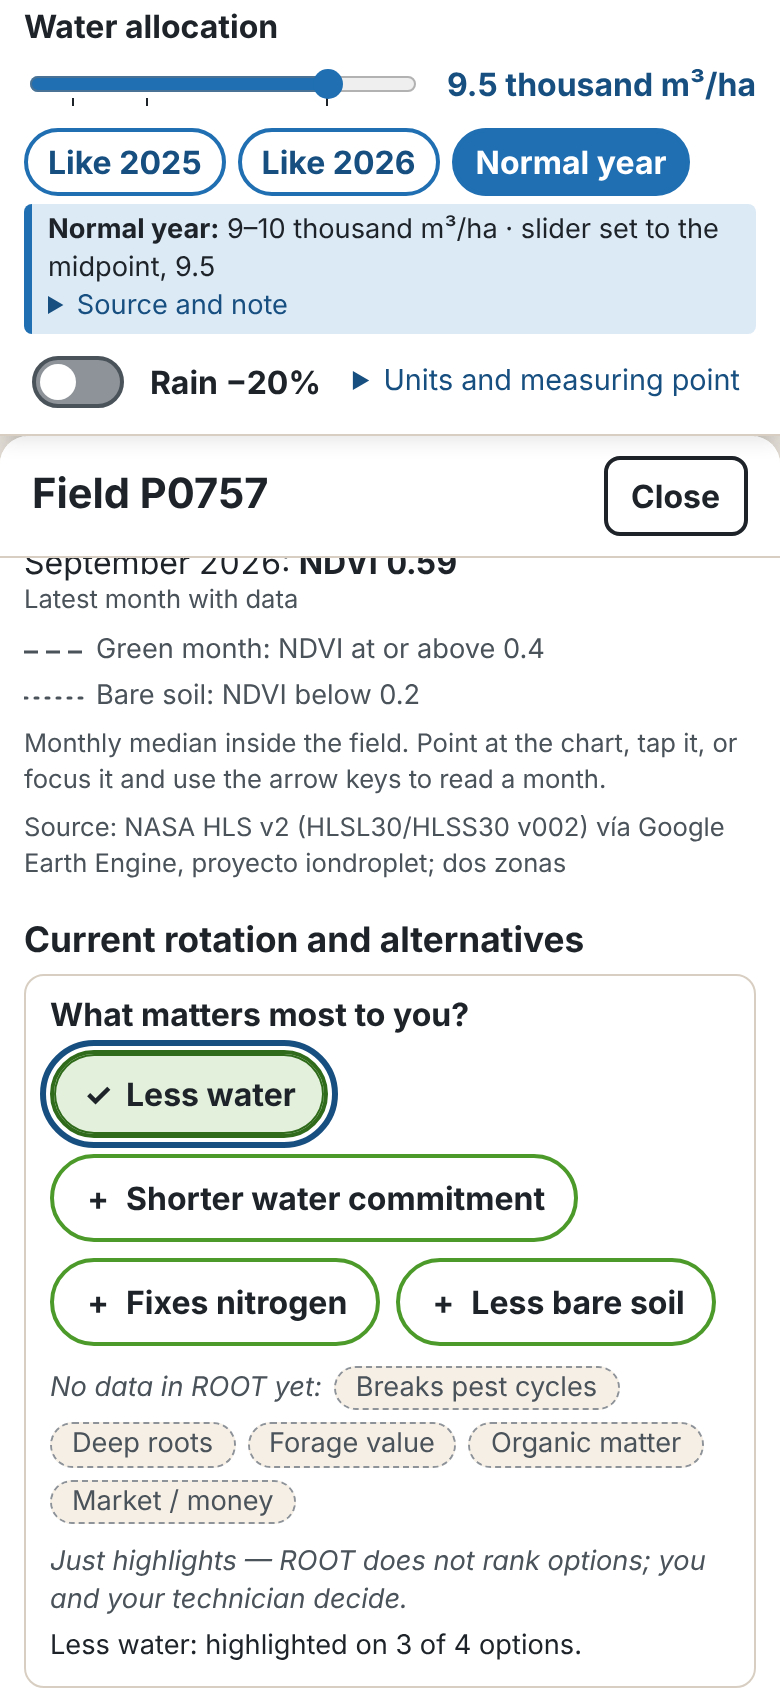 Water allocation
9.5 thousand m³/ha
Like 2025
Like 2026
Normal year
Normal year: 9–10 thousand m³/ha · slider set to the
midpoint, 9.5
▶ Source and note
Rain −20%
▶ Units and measuring point
Field P0757
Close
September 2026: NDVI 0.59
Latest month with data
Green month: NDVI at or above 0.4
Bare soil: NDVI below 0.2
Monthly median inside the field. Point at the chart, tap it, or
focus it and use the arrow keys to read a month.
Source: NASA HLS v2 (HLSL30/HLSS30 v002) vía Google
Earth Engine, proyecto iondroplet; dos zonas
Current rotation and alternatives
What matters most to you?
✓ Less water
+ Shorter water commitment
+ Fixes nitrogen
+ Less bare soil
No data in ROOT yet: Breaks pest cycles
Deep roots
Forage value
Organic matter
Market / money
Just highlights — ROOT does not rank options; you
and your technician decide.
Less water: highlighted on 3 of 4 options.